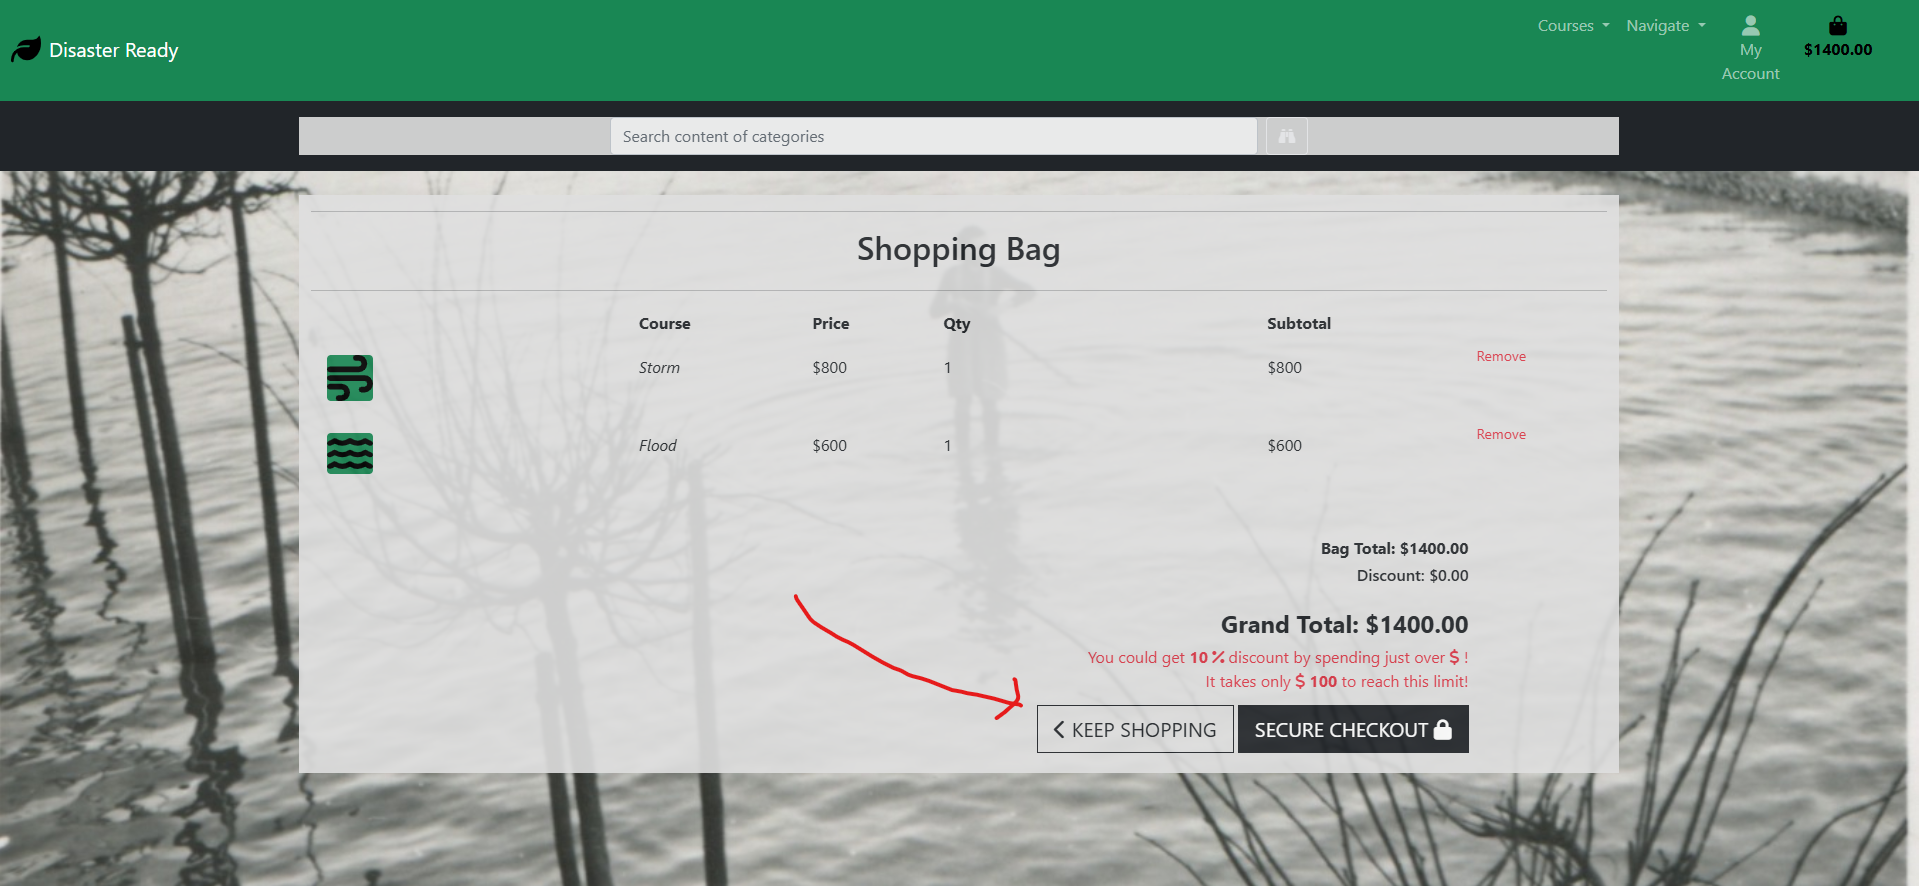 Disaster Ready
Courses
Navigate
My
Account
$1400.00
Search content of categories
Shopping Bag
Course Price Qty Subtotal
Storm $800 1 $800 Remove
Flood $600 1 $600 Remove
Bag Total: $1400.00
Discount: $0.00
Grand Total: $1400.00
You could get 10 % discount by spending just over $ !
It takes only $ 100 to reach this limit!
KEEP SHOPPING
SECURE CHECKOUT